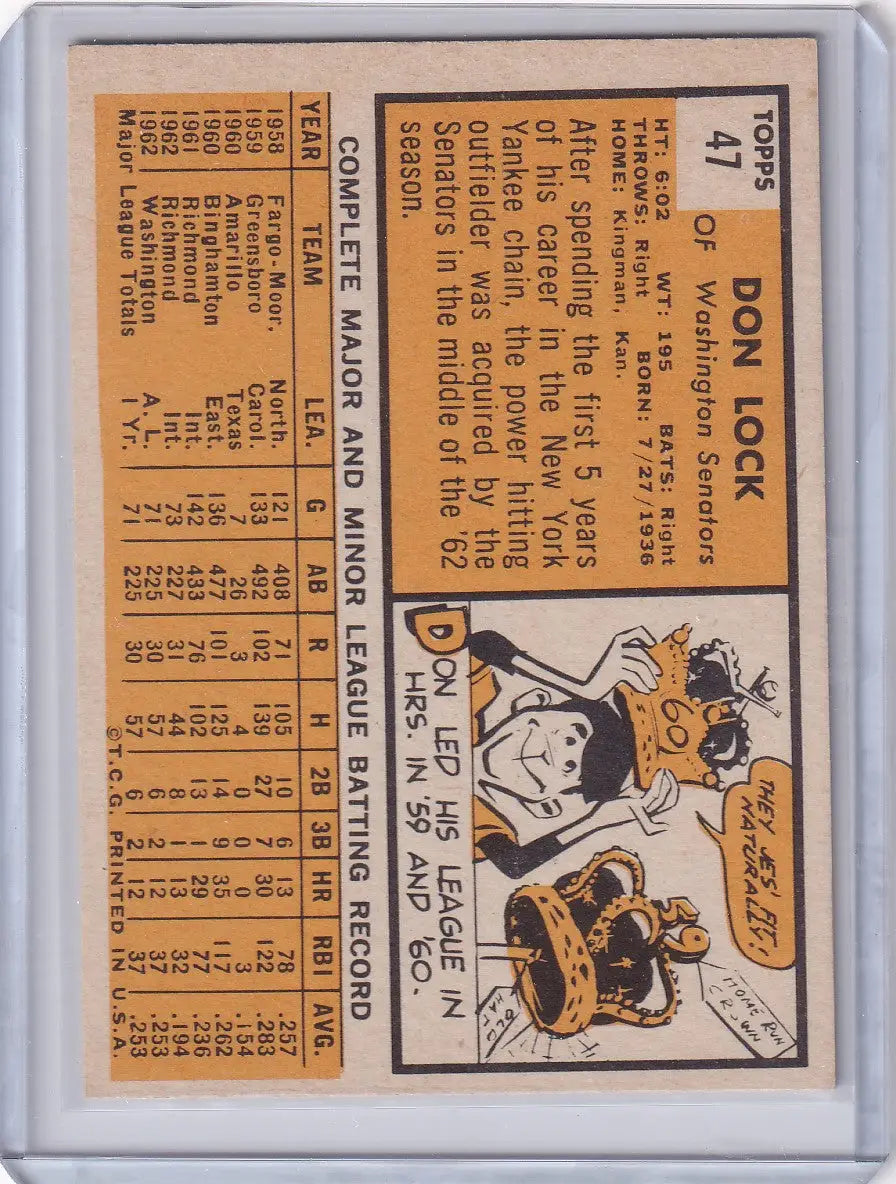 TOPPS
47
DON LOCK
OF Washington Senators
HT: 6:02 WT: 195 BATS: Right
THROWS: Right BORN: 7/27/1936
HOME: Kingman, Kan.
After spending the first 5 years
of his career in the New York
Yankee chain, the power hitting
outfielder was acquired by the
Senators in the middle of the '62
season.
THEY JES' FIT,
NATURALLY.
60
59
HOME RUN
CROWN
OLD
HAT
DON LED HIS LEAGUE IN
HRS. IN '59 AND '60.
COMPLETE MAJOR AND MINOR LEAGUE BATTING RECORD
YEAR TEAM LEA. G AB R H 2B 3B HR RBI AVG.
1958 Fargo-Moor. North. 121 408 71 105 10 6 13 78 .257
1959 Greensboro Carol. 133 492 102 139 27 7 30 122 .283
1960 Amarillo Texas 7 26 3 4 0 0 0 3 .154
1960 Binghamton East. 136 477 101 125 14 9 35 117 .262
1961 Richmond Int. 142 433 76 102 13 1 29 77 .236
1962 Richmond Int. 73 227 31 44 8 1 13 32 .194
1962 Washington A.L. 71 225 30 57 6 2 12 37 .253
Major League Totals 1 Yr. 71 225 30 57 6 2 12 37 .253
©T.C.G. PRINTED IN U.S.A.